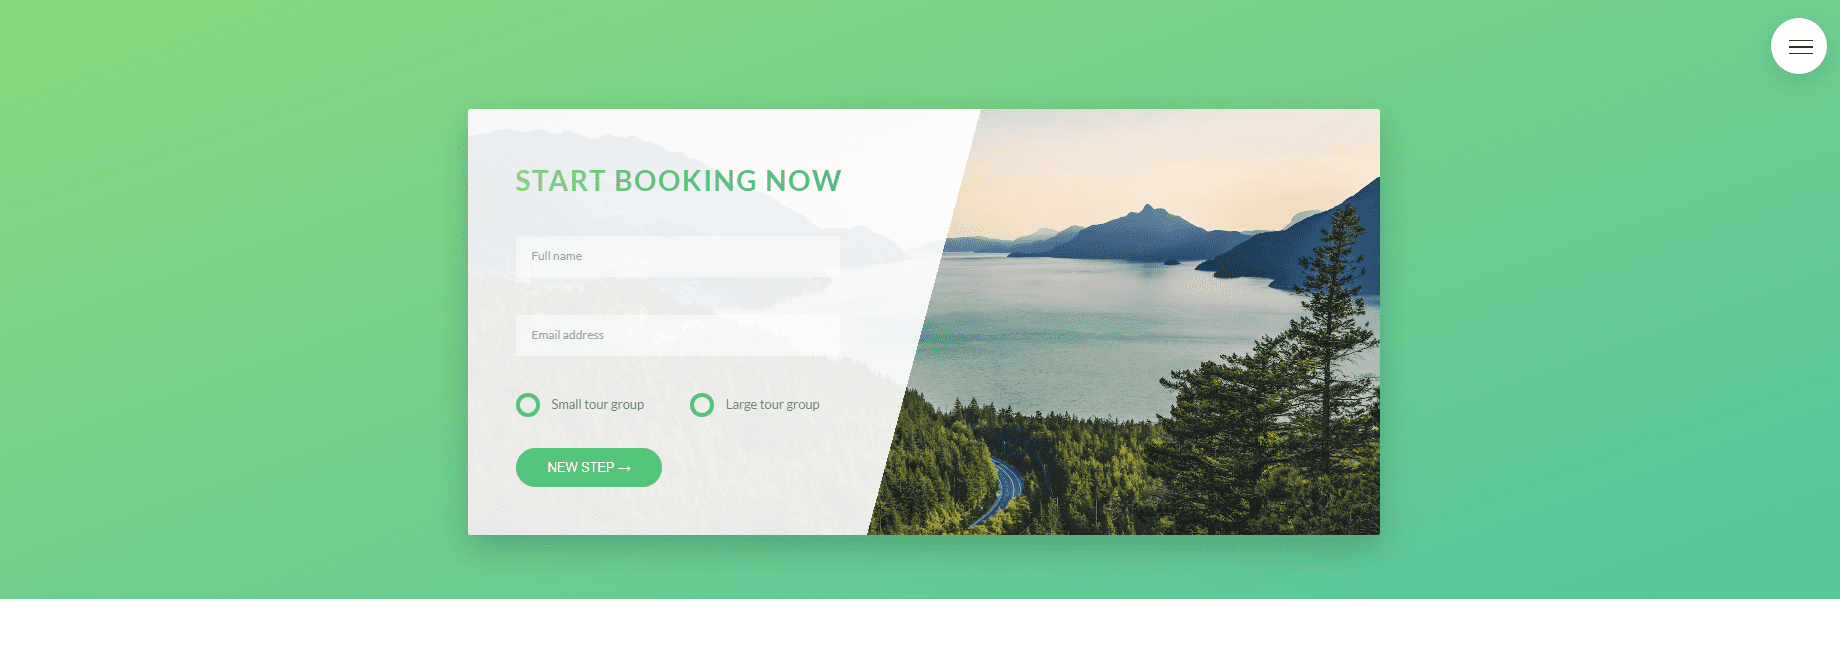 START BOOKING NOW
Full name
Email address
Small tour group Large tour group
NEW STEP →